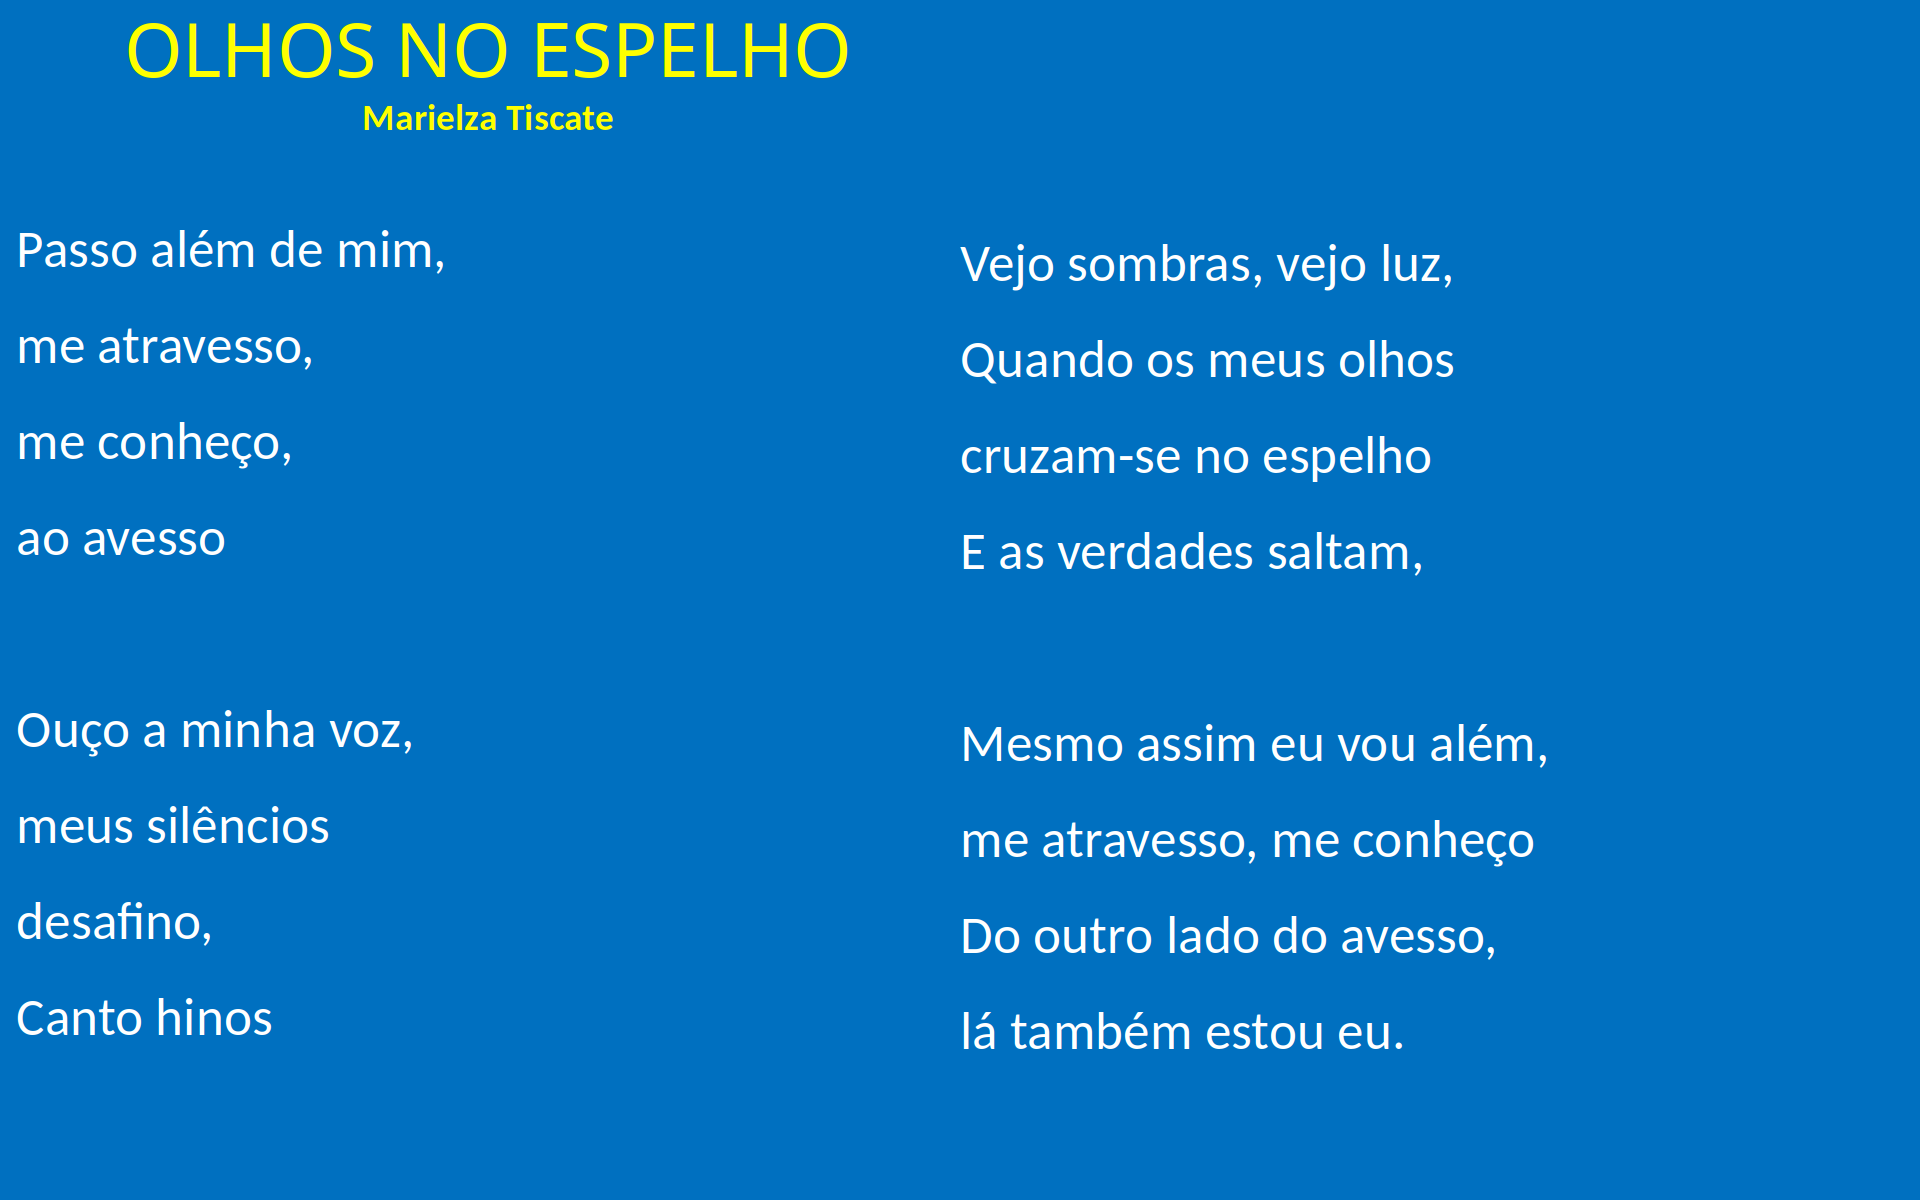 OLHOS NO ESPELHO
Marielza Tiscate
Passo além de mim,
me atravesso,
me conheço,
ao avesso
Ouço a minha voz,
meus silêncios
desafino,
Canto hinos
Vejo sombras, vejo luz,
Quando os meus olhos
cruzam-se no espelho
E as verdades saltam,
Mesmo assim eu vou além,
me atravesso, me conheço
Do outro lado do avesso,
lá também estou eu.